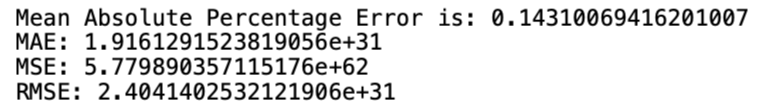 Mean Absolute Percentage Error is: 0.14310069416201007
MAE: 1.9161291523819056e+31
MSE: 5.779890357115176e+62
RMSE: 2.4041402532121906e+31